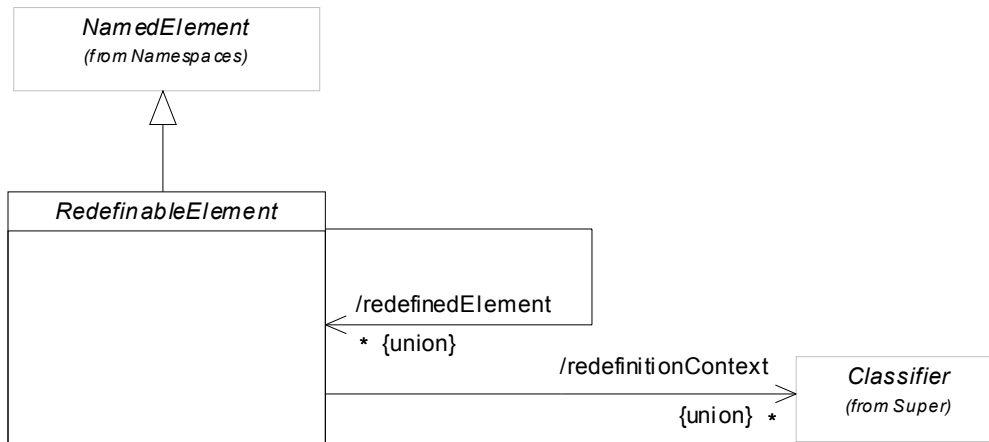 NamedElement
(from Namespaces)
RedefinableElement
/redefinedElement
* {union}
/redefinitionContext
{union} *
Classifier
(from Super)